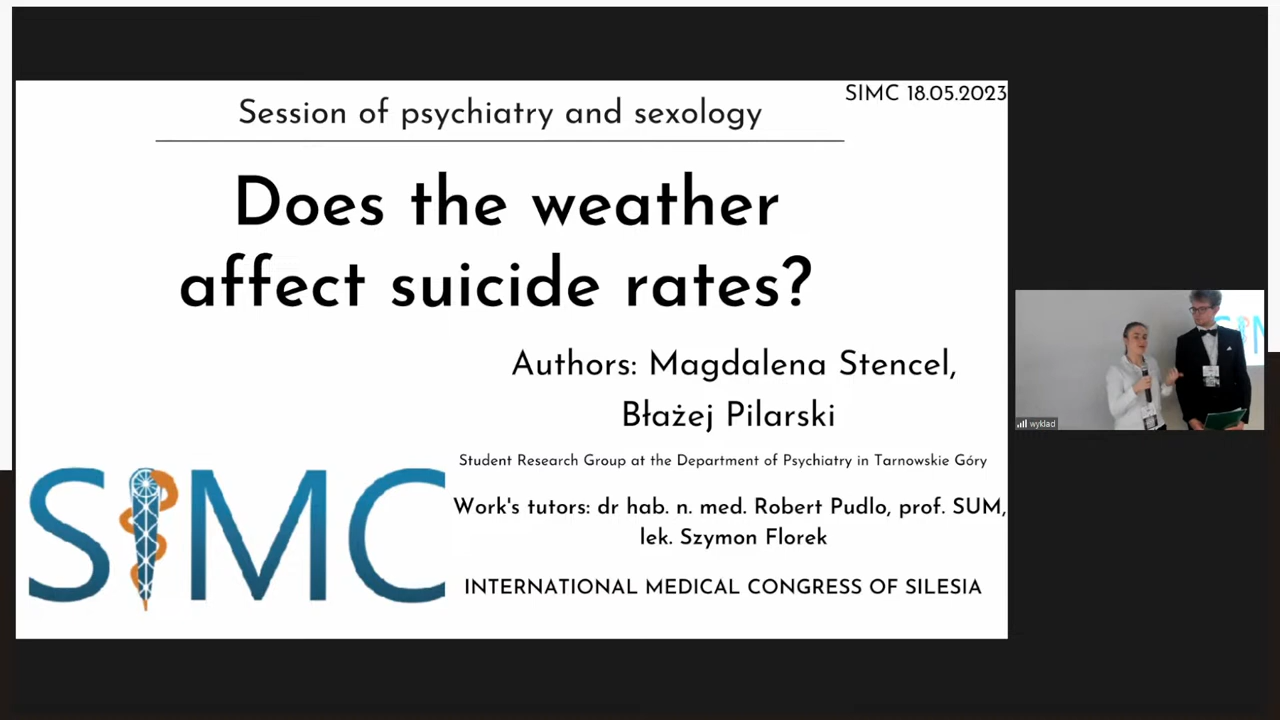 SIMC 18.05.2023
Session of psychiatry and sexology
Does the weather
affect suicide rates?
Authors: Magdalena Stencel,
Błażej Pilarski
Student Research Group at the Department of Psychiatry in Tarnowskie Góry
Work's tutors: dr hab. n. med. Robert Pudlo, prof. SUM,
lek. Szymon Florek
INTERNATIONAL MEDICAL CONGRESS OF SILESIA
SIMC
wyklad